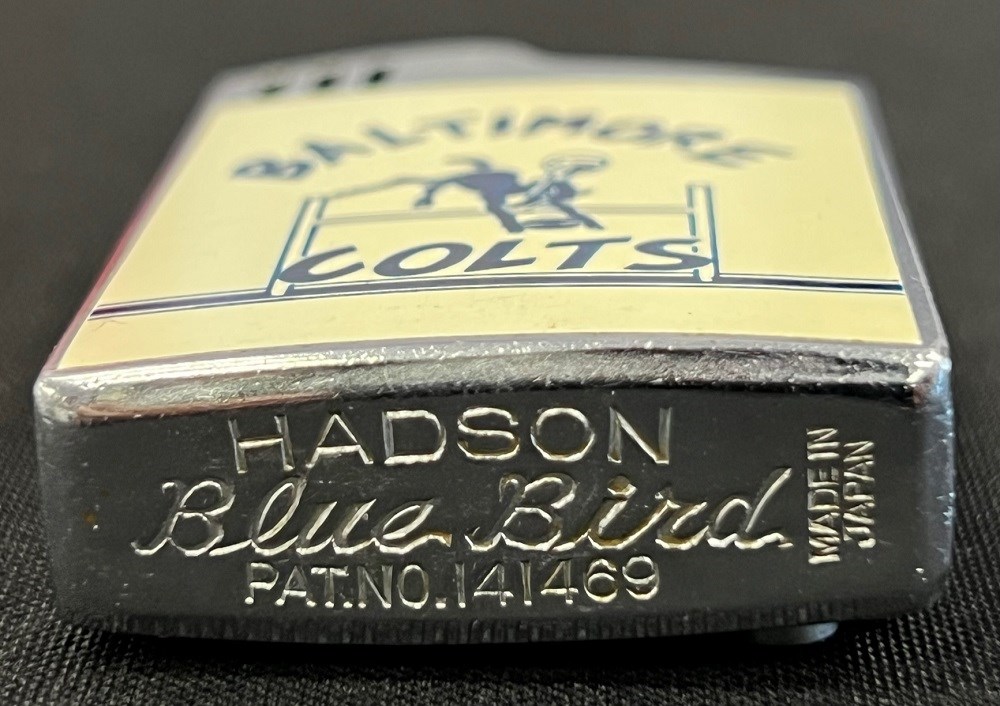 BALTIMORE
COLTS
HADSON
Blue Bird
PAT.NO.141469
MADE IN
JAPAN